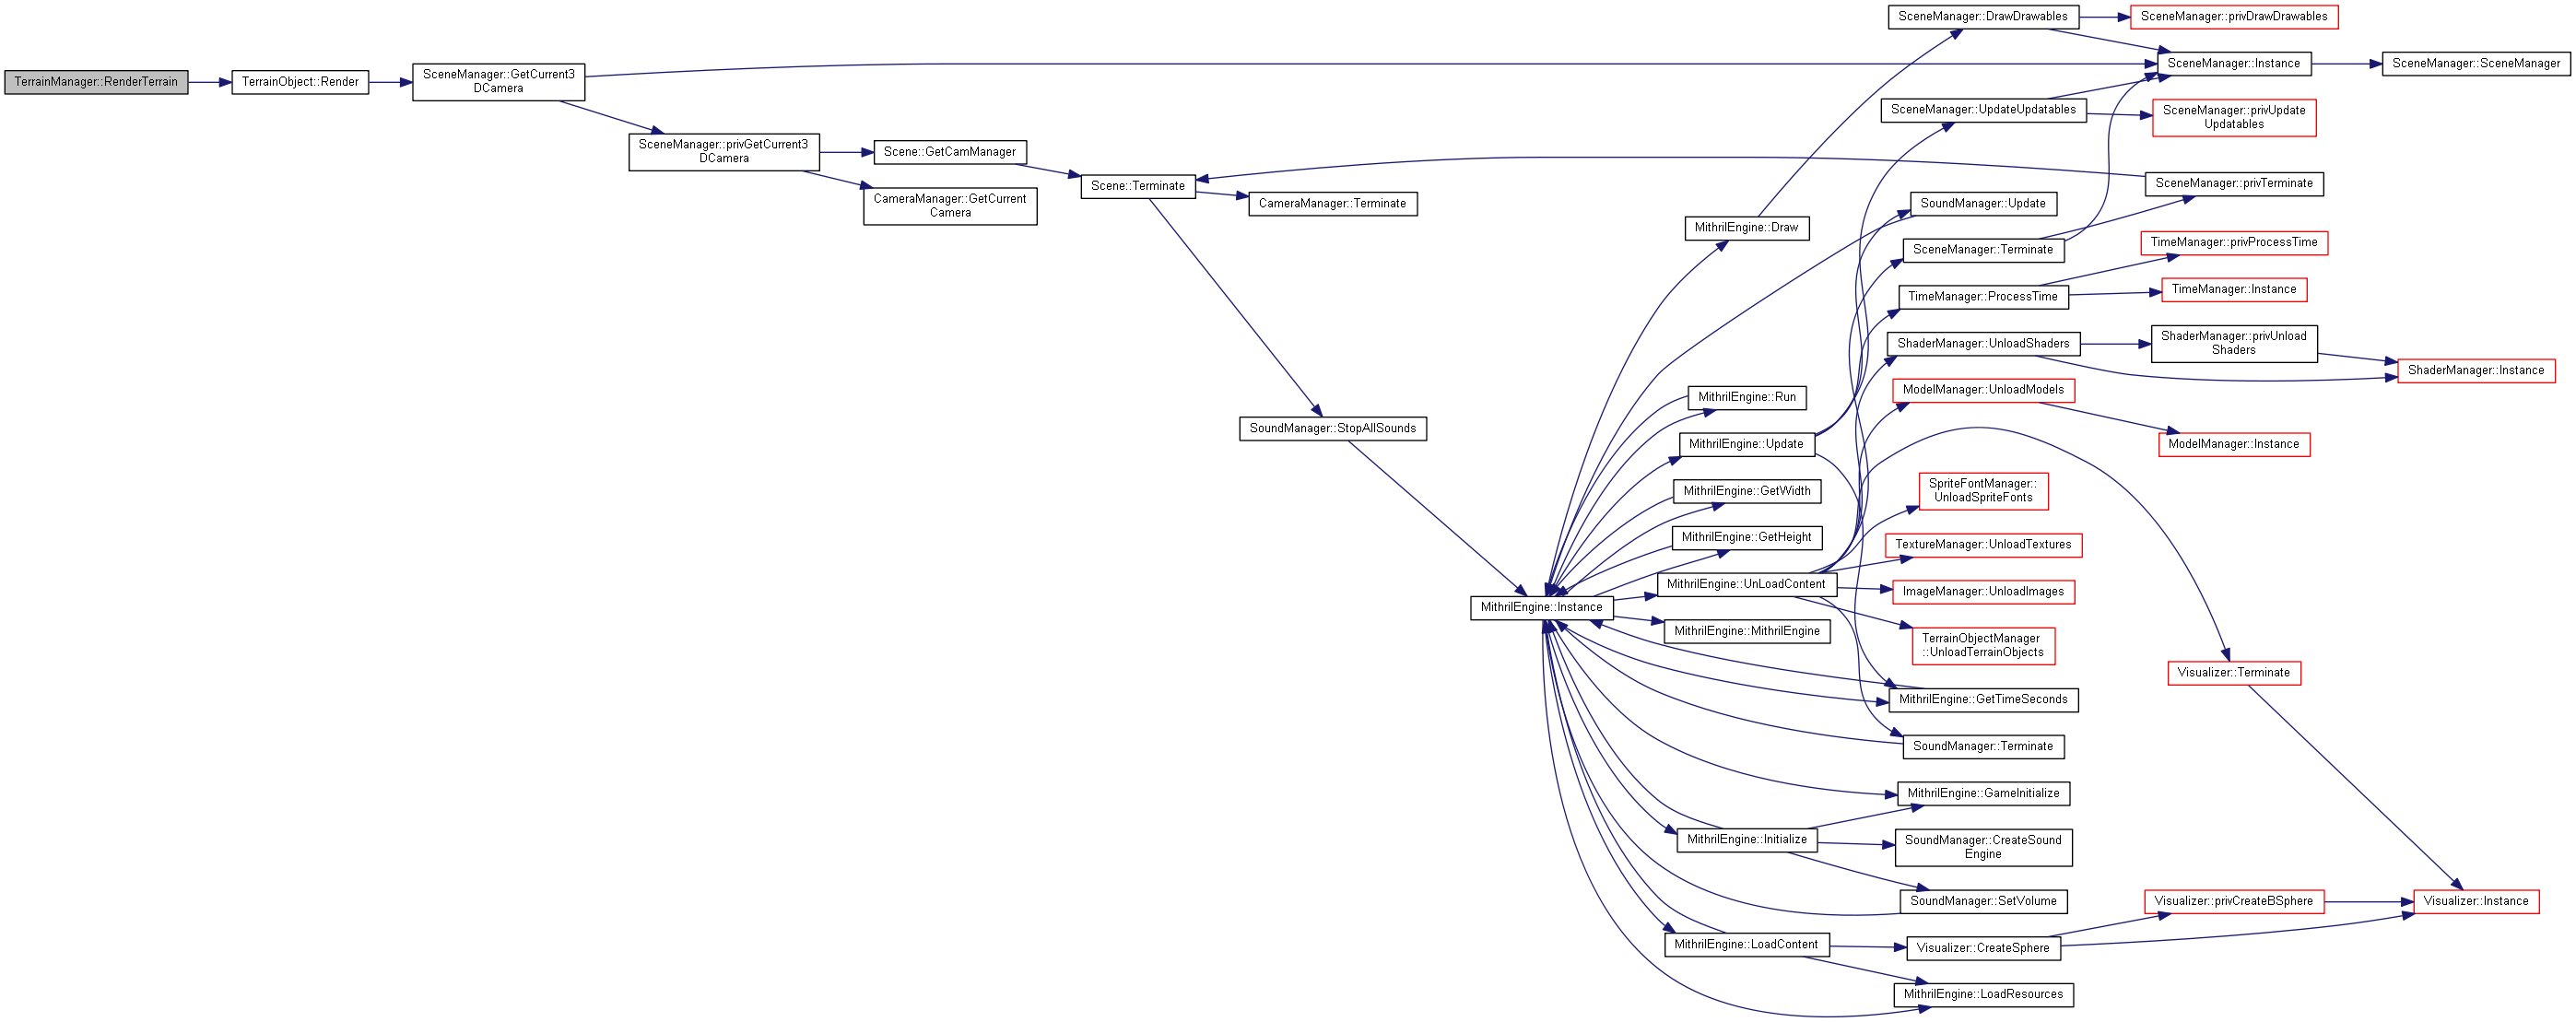 TerrainManager::RenderTerrain
TerrainObject::Render
SceneManager::GetCurrent3
DCamera
SceneManager::privGetCurrent3
DCamera
Scene::GetCamManager
CameraManager::GetCurrent
Camera
Scene::Terminate
CameraManager::Terminate
SoundManager::StopAllSounds
MithrilEngine::Instance
MithrilEngine::Draw
MithrilEngine::Run
MithrilEngine::Update
MithrilEngine::GetWidth
MithrilEngine::GetHeight
MithrilEngine::UnLoadContent
MithrilEngine::MithrilEngine
MithrilEngine::Initialize
MithrilEngine::LoadContent
SceneManager::DrawDrawables
SceneManager::UpdateUpdatables
SoundManager::Update
SceneManager::Terminate
TimeManager::ProcessTime
ShaderManager::UnloadShaders
ModelManager::UnloadModels
SpriteFontManager::
UnloadSpriteFonts
TextureManager::UnloadTextures
ImageManager::UnloadImages
TerrainObjectManager
::UnloadTerrainObjects
MithrilEngine::GetTimeSeconds
SoundManager::Terminate
MithrilEngine::GameInitialize
SoundManager::CreateSound
Engine
SoundManager::SetVolume
Visualizer::CreateSphere
MithrilEngine::LoadResources
SceneManager::privDrawDrawables
SceneManager::Instance
SceneManager::privUpdate
Updatables
SceneManager::privTerminate
TimeManager::privProcessTime
TimeManager::Instance
ShaderManager::privUnload
Shaders
ModelManager::Instance
Visualizer::Terminate
Visualizer::privCreateBSphere
SceneManager::SceneManager
ShaderManager::Instance
Visualizer::Instance